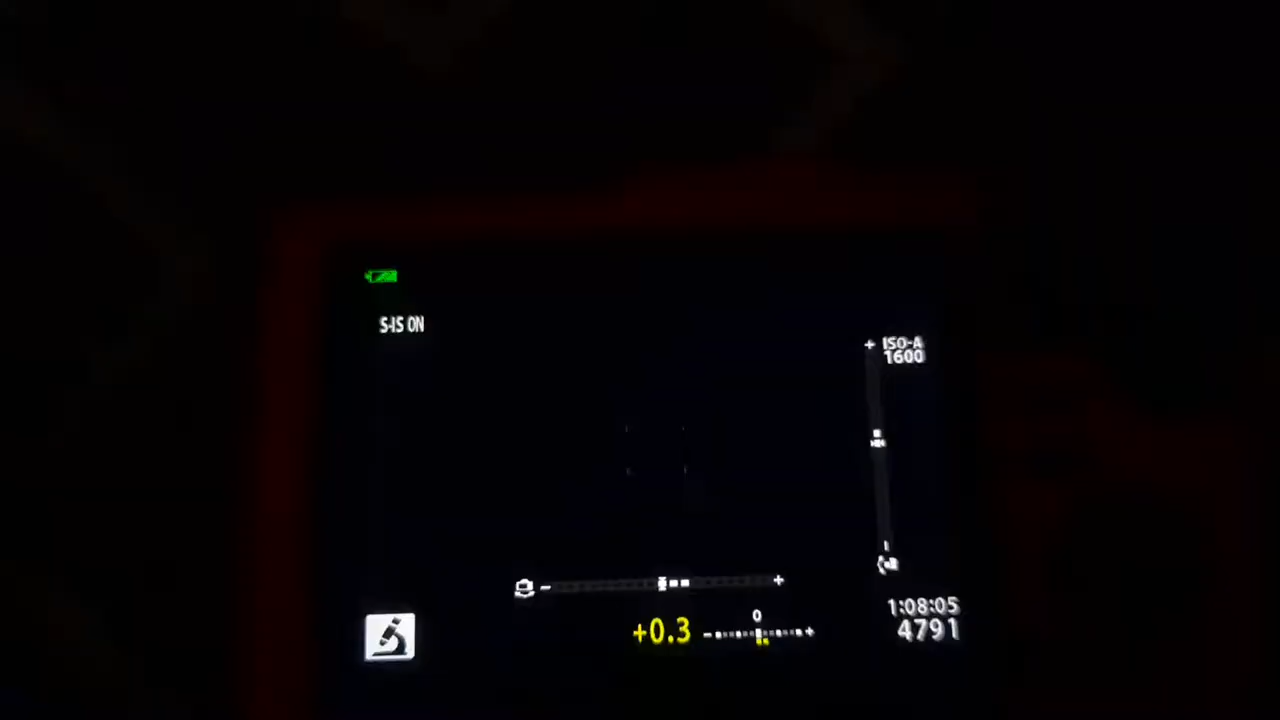 S-IS ON
+ ISO-A
1600
- +
0
+0.3 - +
1:08:05
4791